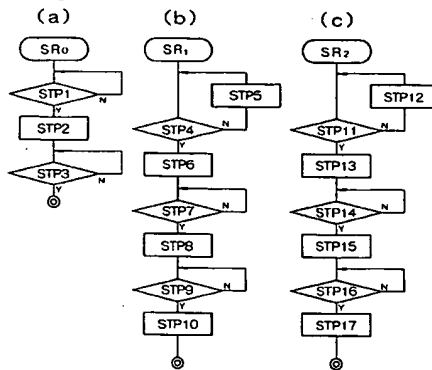 (a)
SR0
STP1
N
Y
STP2
STP3
N
Y
(b)
SR1
STP5
STP4
N
Y
STP6
STP7
N
Y
STP8
STP9
N
Y
STP10
(c)
SR2
STP12
STP11
N
Y
STP13
STP14
N
Y
STP15
STP16
N
Y
STP17